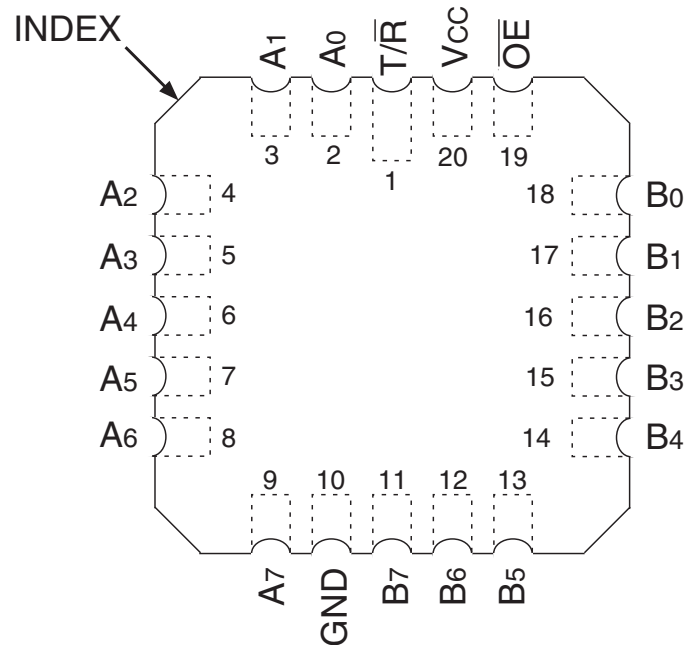 INDEX
A1 A0 T/R̅ VCC O̅E̅
3 2 1 20 19
A2 4 18 B0
A3 5 17 B1
A4 6 16 B2
A5 7 15 B3
A6 8 14 B4
9 10 11 12 13
A7 GND B7 B6 B5